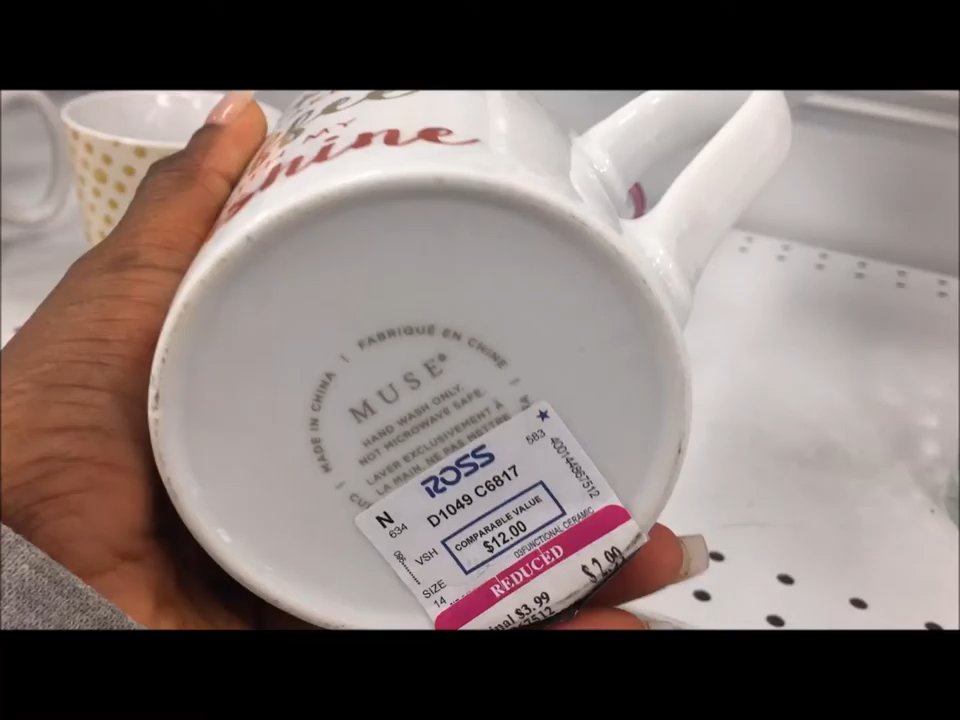 MY
FABRIQUÉ EN CHINE
MADE IN CHINA
MUSE®
HAND WASH ONLY.
NOT MICROWAVE SAFE.
LAVER EXCLUSIVEMENT À
LA MAIN. NE PAS METTRE
ROSS
583
400144867512
N
634
D1049 C6817
VSH
COMPARABLE VALUE
$12.00
03FUNCTIONAL CERAMIC
SIZE
14
REDUCED
$2.99
$3.99